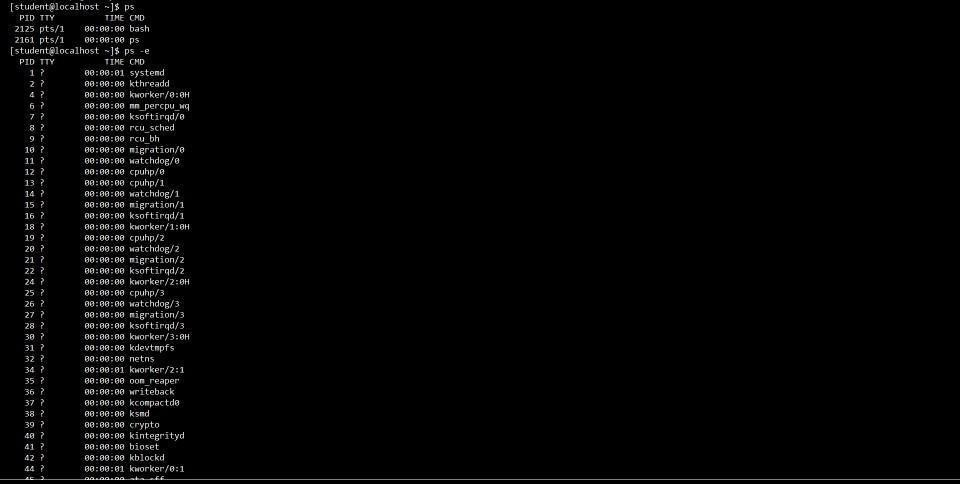 [student@localhost ~]$ ps
PID TTY TIME CMD
2125 pts/1 00:00:00 bash
2161 pts/1 00:00:00 ps
[student@localhost ~]$ ps -e
PID TTY TIME CMD
1 ? 00:00:01 systemd
2 ? 00:00:00 kthreadd
4 ? 00:00:00 kworker/0:0H
6 ? 00:00:00 mm_percpu_wq
7 ? 00:00:00 ksoftirqd/0
8 ? 00:00:00 rcu_sched
9 ? 00:00:00 rcu_bh
10 ? 00:00:00 migration/0
11 ? 00:00:00 watchdog/0
12 ? 00:00:00 cpuhp/0
13 ? 00:00:00 cpuhp/1
14 ? 00:00:00 watchdog/1
15 ? 00:00:00 migration/1
16 ? 00:00:00 ksoftirqd/1
18 ? 00:00:00 kworker/1:0H
19 ? 00:00:00 cpuhp/2
20 ? 00:00:00 watchdog/2
21 ? 00:00:00 migration/2
22 ? 00:00:00 ksoftirqd/2
24 ? 00:00:00 kworker/2:0H
25 ? 00:00:00 cpuhp/3
26 ? 00:00:00 watchdog/3
27 ? 00:00:00 migration/3
28 ? 00:00:00 ksoftirqd/3
30 ? 00:00:00 kworker/3:0H
31 ? 00:00:00 kdevtmpfs
32 ? 00:00:00 netns
34 ? 00:00:01 kworker/2:1
35 ? 00:00:00 oom_reaper
36 ? 00:00:00 writeback
37 ? 00:00:00 kcompactd0
38 ? 00:00:00 ksmd
39 ? 00:00:00 crypto
40 ? 00:00:00 kintegrityd
41 ? 00:00:00 bioset
42 ? 00:00:00 kblockd
44 ? 00:00:01 kworker/0:1